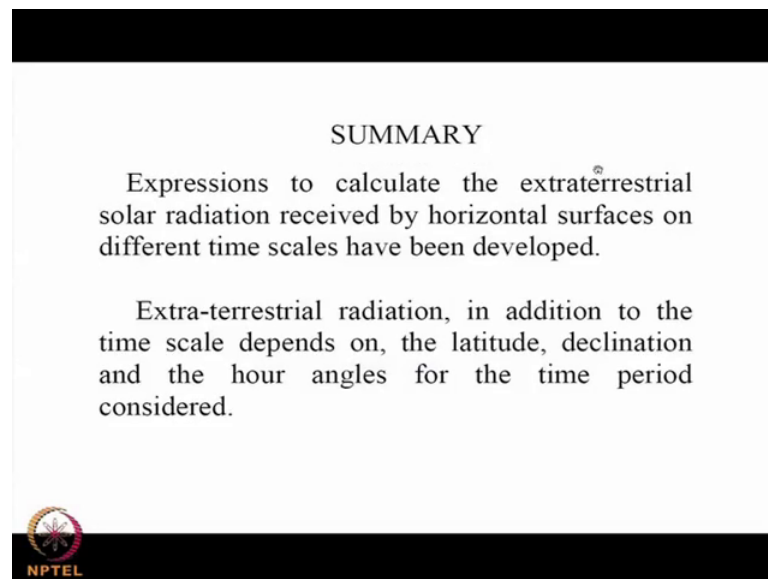 SUMMARY
Expressions to calculate the extraterrestrial
solar radiation received by horizontal surfaces on
different time scales have been developed.
Extra-terrestrial radiation, in addition to the
time scale depends on, the latitude, declination
and the hour angles for the time period
considered.
NPTEL